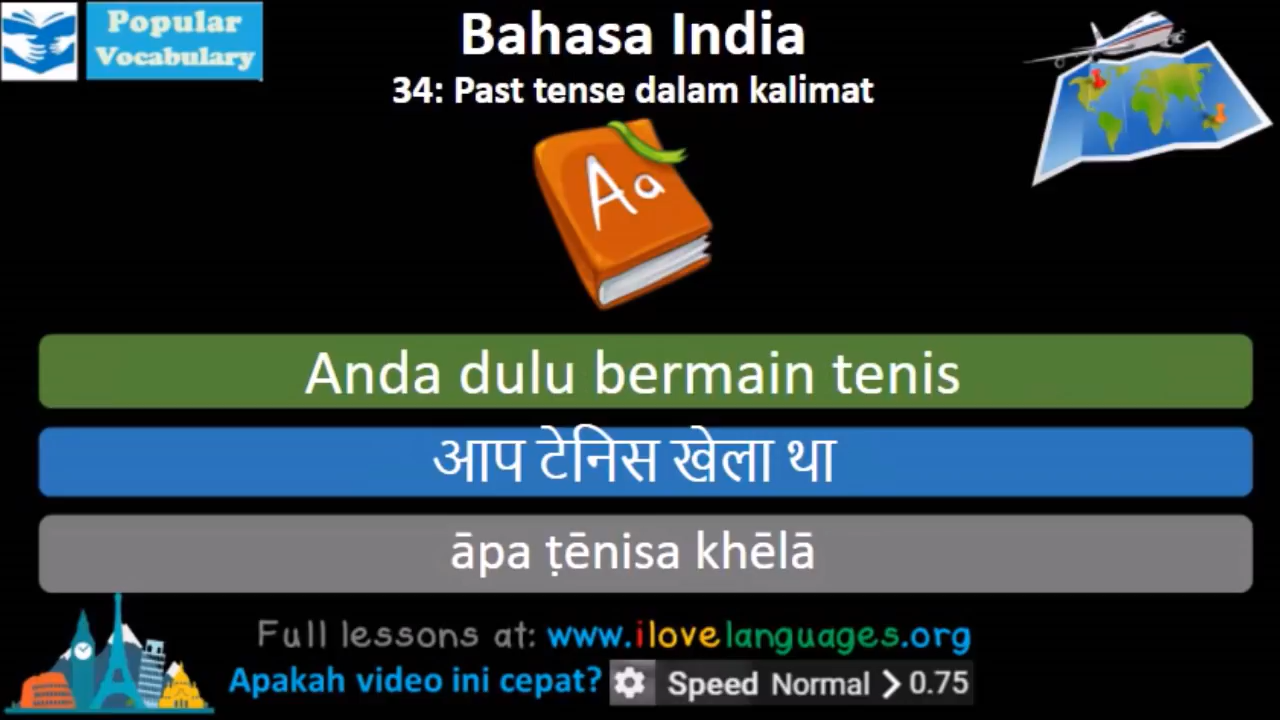 Popular
Vocabulary
Bahasa India
34: Past tense dalam kalimat
Aa
Anda dulu bermain tenis
आप टेनिस खेला था
āpa ṭēnisa khēlā
Full lessons at: www.ilovelanguages.org
Apakah video ini cepat? Speed Normal > 0.75